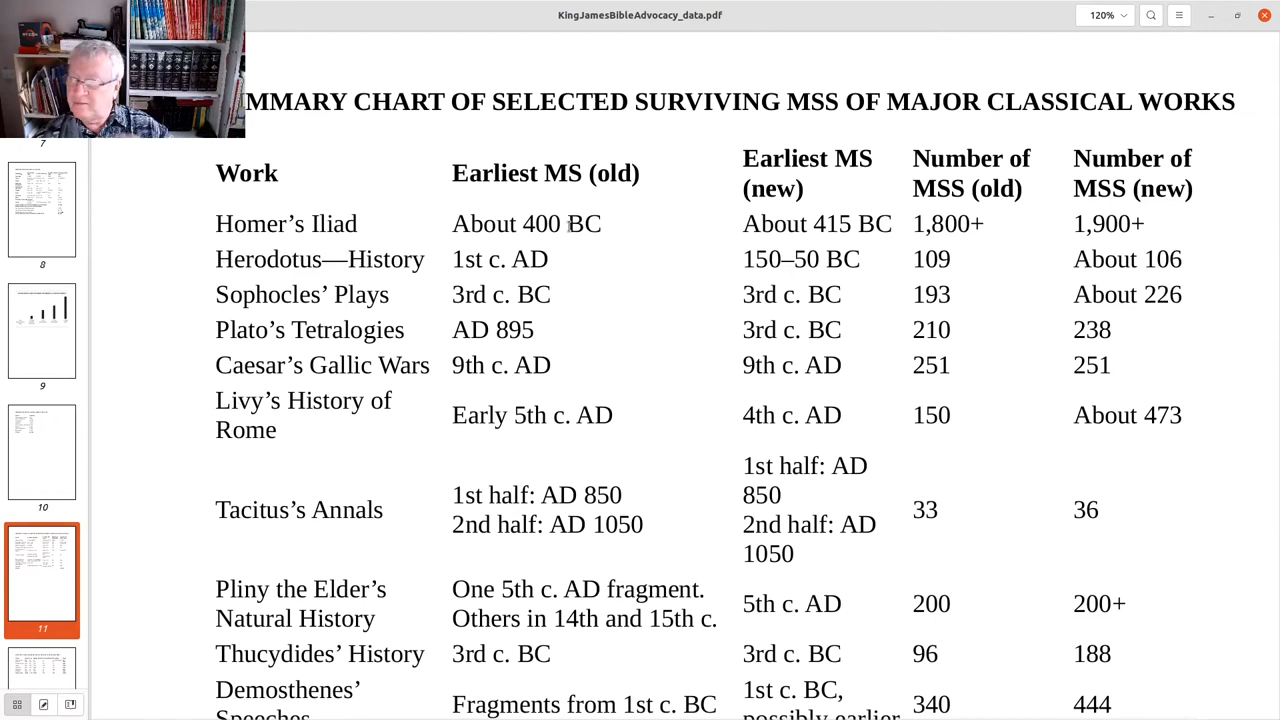 KingJamesBibleAdvocacy_data.pdf
120%
MMARY CHART OF SELECTED SURVIVING MSS OF MAJOR CLASSICAL WORKS
Work Earliest MS (old) Earliest MS (new) Number of MSS (old) Number of MSS (new)
Homer’s Iliad About 400 BC About 415 BC 1,800+ 1,900+
Herodotus—History 1st c. AD 150–50 BC 109 About 106
Sophocles’ Plays 3rd c. BC 3rd c. BC 193 About 226
Plato’s Tetralogies AD 895 3rd c. BC 210 238
Caesar’s Gallic Wars 9th c. AD 9th c. AD 251 251
Livy’s History of Rome Early 5th c. AD 4th c. AD 150 About 473
Tacitus’s Annals 1st half: AD 850 2nd half: AD 1050 1st half: AD 850 2nd half: AD 1050 33 36
Pliny the Elder’s Natural History One 5th c. AD fragment. Others in 14th and 15th c. 5th c. AD 200 200+
Thucydides’ History 3rd c. BC 3rd c. BC 96 188
Demosthenes’ Speeches Fragments from 1st c. BC 1st c. BC, possibly earlier 340 444
7
8
9
10
11